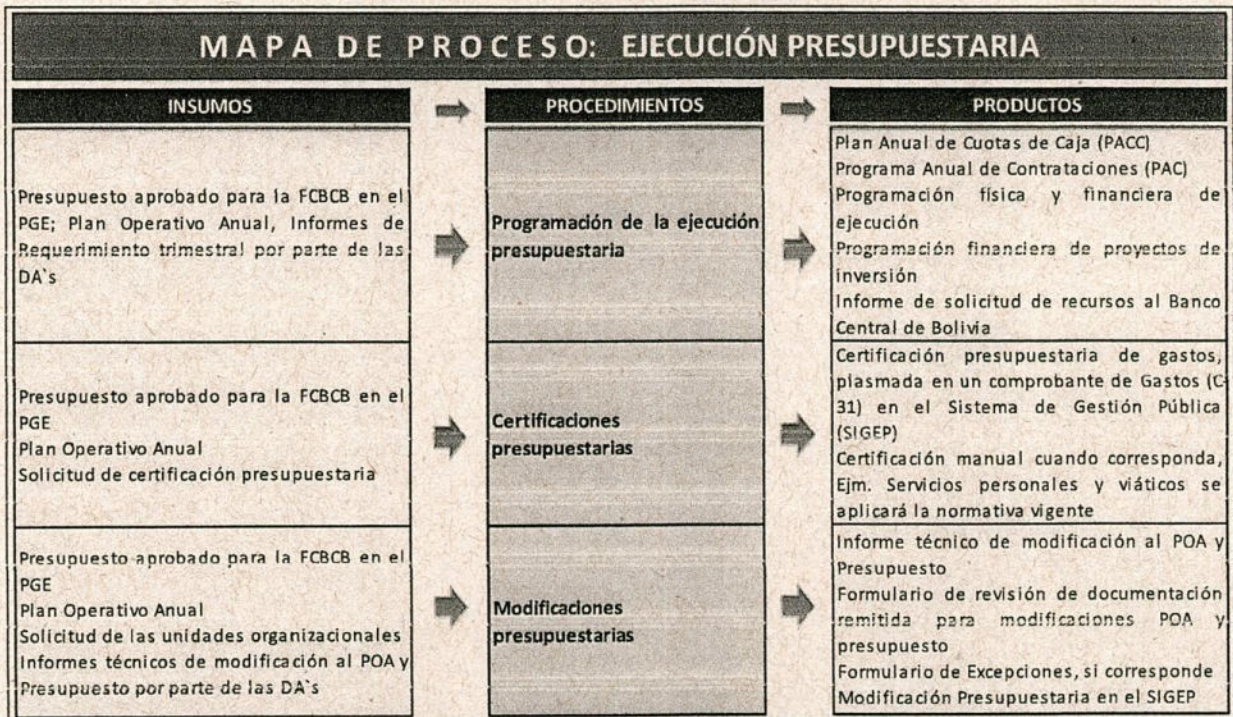 MAPA DE PROCESO: EJECUCIÓN PRESUPUESTARIA
INSUMOS
PROCEDIMIENTOS
PRODUCTOS
Presupuesto aprobado para la FCBCB en el
PGE; Plan Operativo Anual, Informes de
Requerimiento trimestral por parte de las
DA`s
Programación de la ejecución
presupuestaria
Plan Anual de Cuotas de Caja (PACC)
Programa Anual de Contrataciones (PAC)
Programación física y financiera de
ejecución
Programación financiera de proyectos de
inversión
Informe de solicitud de recursos al Banco
Central de Bolivia
Presupuesto aprobado para la FCBCB en el
PGE
Plan Operativo Anual
Solicitud de certificación presupuestaria
Certificaciones
presupuestarias
Certificación presupuestaria de gastos,
plasmada en un comprobante de Gastos (C-
31) en el Sistema de Gestión Pública
(SIGEP)
Certificación manual cuando corresponda,
Ejm. Servicios personales y viáticos se
aplicará la normativa vigente
Presupuesto aprobado para la FCBCB en el
PGE
Plan Operativo Anual
Solicitud de las unidades organizacionales
Informes técnicos de modificación al POA y
Presupuesto por parte de las DA`s
Modificaciones
presupuestarias
Informe técnico de modificación al POA y
Presupuesto
Formulario de revisión de documentación
remitida para modificaciones POA y
presupuesto
Formulario de Excepciones, si corresponde
Modificación Presupuestaria en el SIGEP